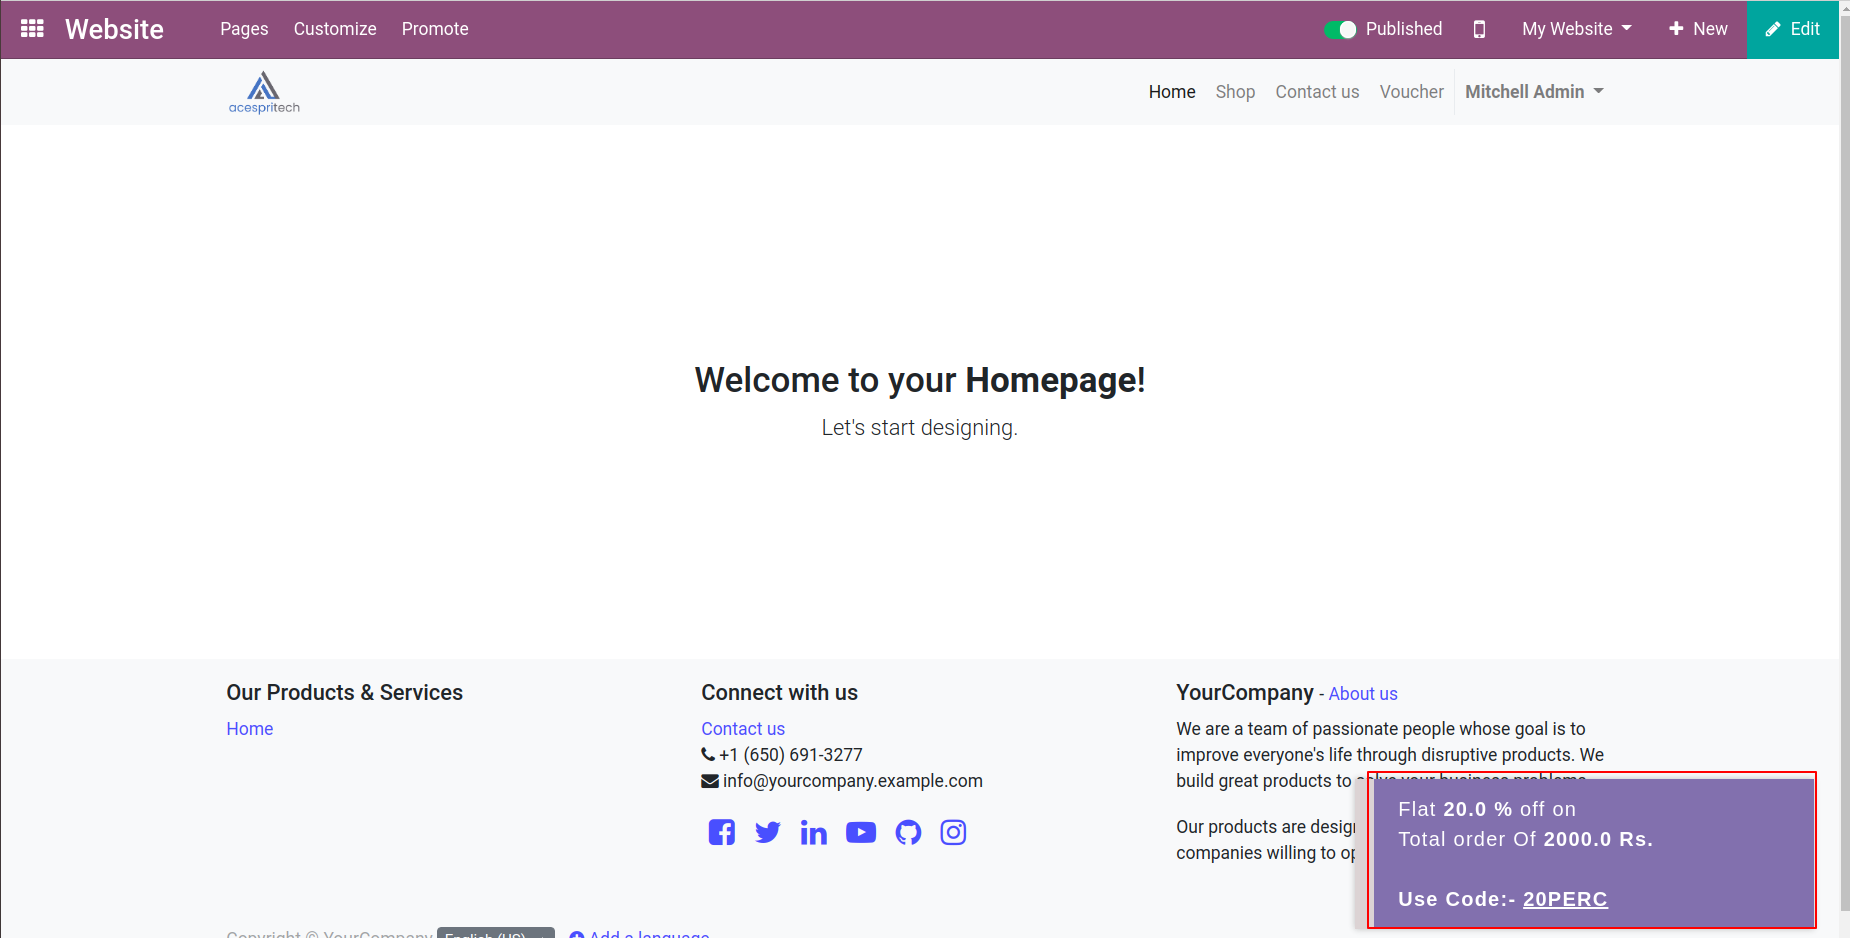 Website Pages Customize Promote Published My Website New Edit
acespritech
Home Shop Contact us Voucher Mitchell Admin
Welcome to your Homepage!
Let's start designing.
Our Products & Services
Home
Connect with us
Contact us
+1 (650) 691-3277
info@yourcompany.example.com
YourCompany - About us
We are a team of passionate people whose goal is to
improve everyone's life through disruptive products. We
build great products to solve your business problems.
Our products are desig
companies willing to op
Flat 20.0 % off on
Total order Of 2000.0 Rs.
Use Code:- 20PERC
Copyright © YourCompany English (US) Add a language